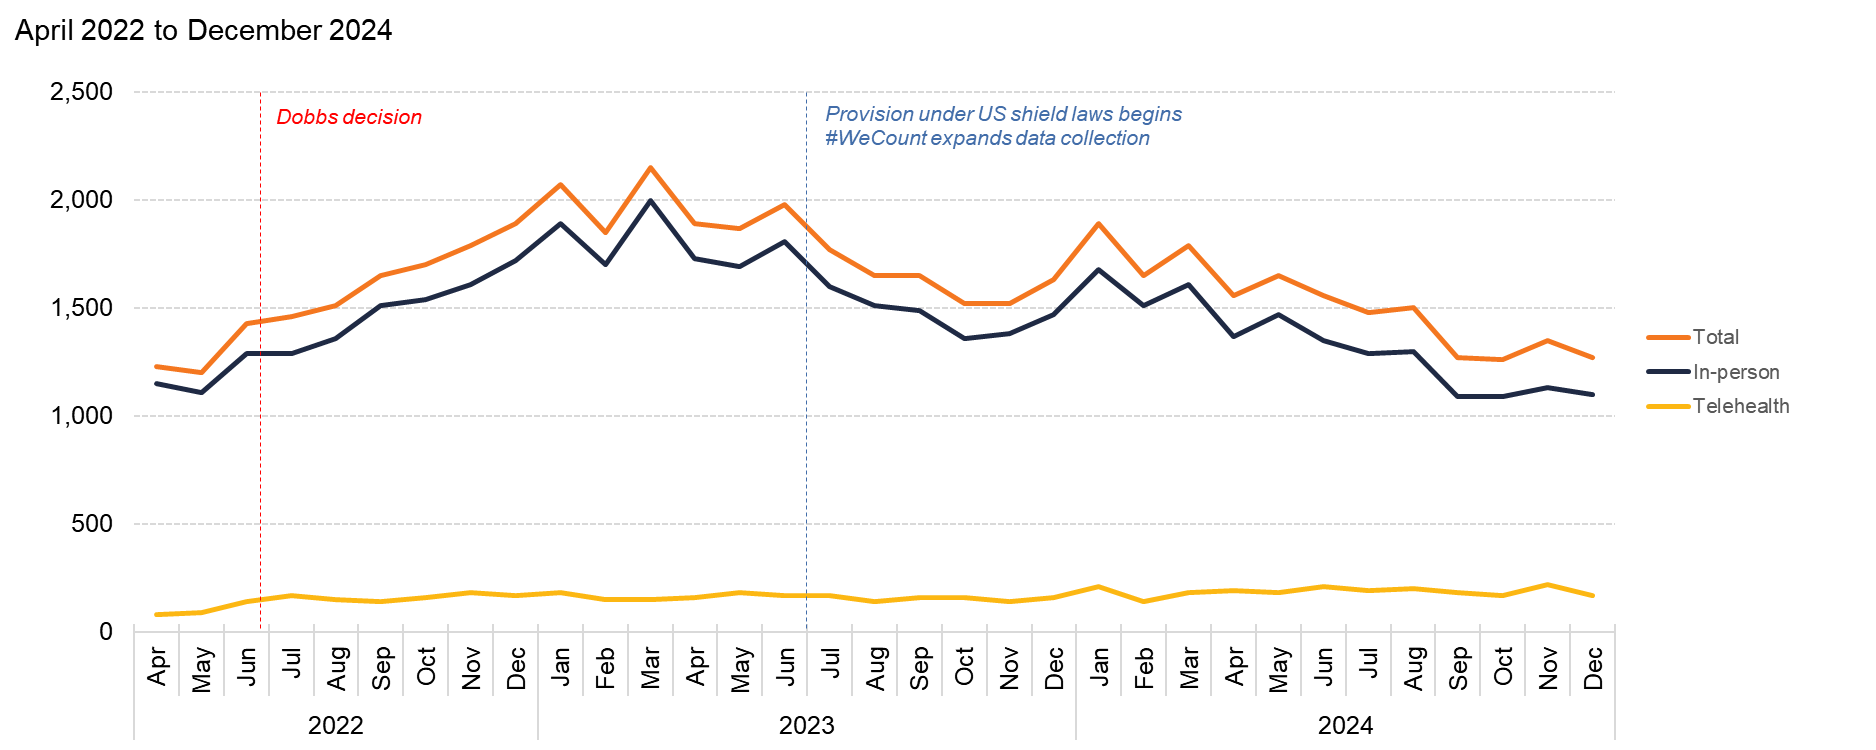 April 2022 to December 2024
2,500
Dobbs decision
Provision under US shield laws begins
#WeCount expands data collection
2,000
1,500
Total
In-person
1,000
Telehealth
500
0
Apr May Jun Jul Aug Sep Oct Nov Dec Jan Feb Mar Apr May Jun Jul Aug Sep Oct Nov Dec Jan Feb Mar Apr May Jun Jul Aug Sep Oct Nov Dec
2022 2023 2024